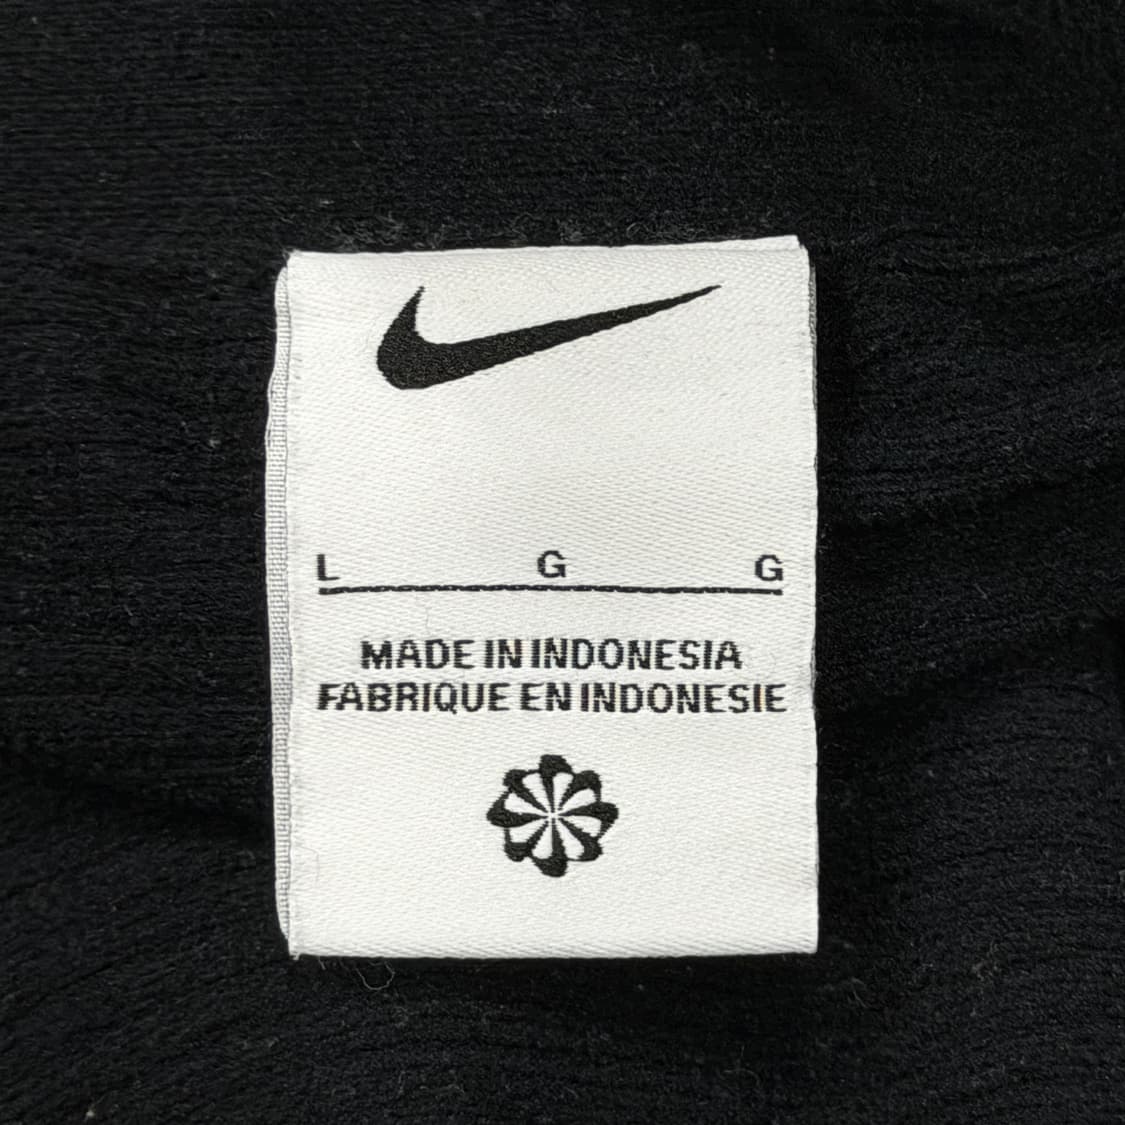 L G G
MADE IN INDONESIA
FABRIQUE EN INDONESIE